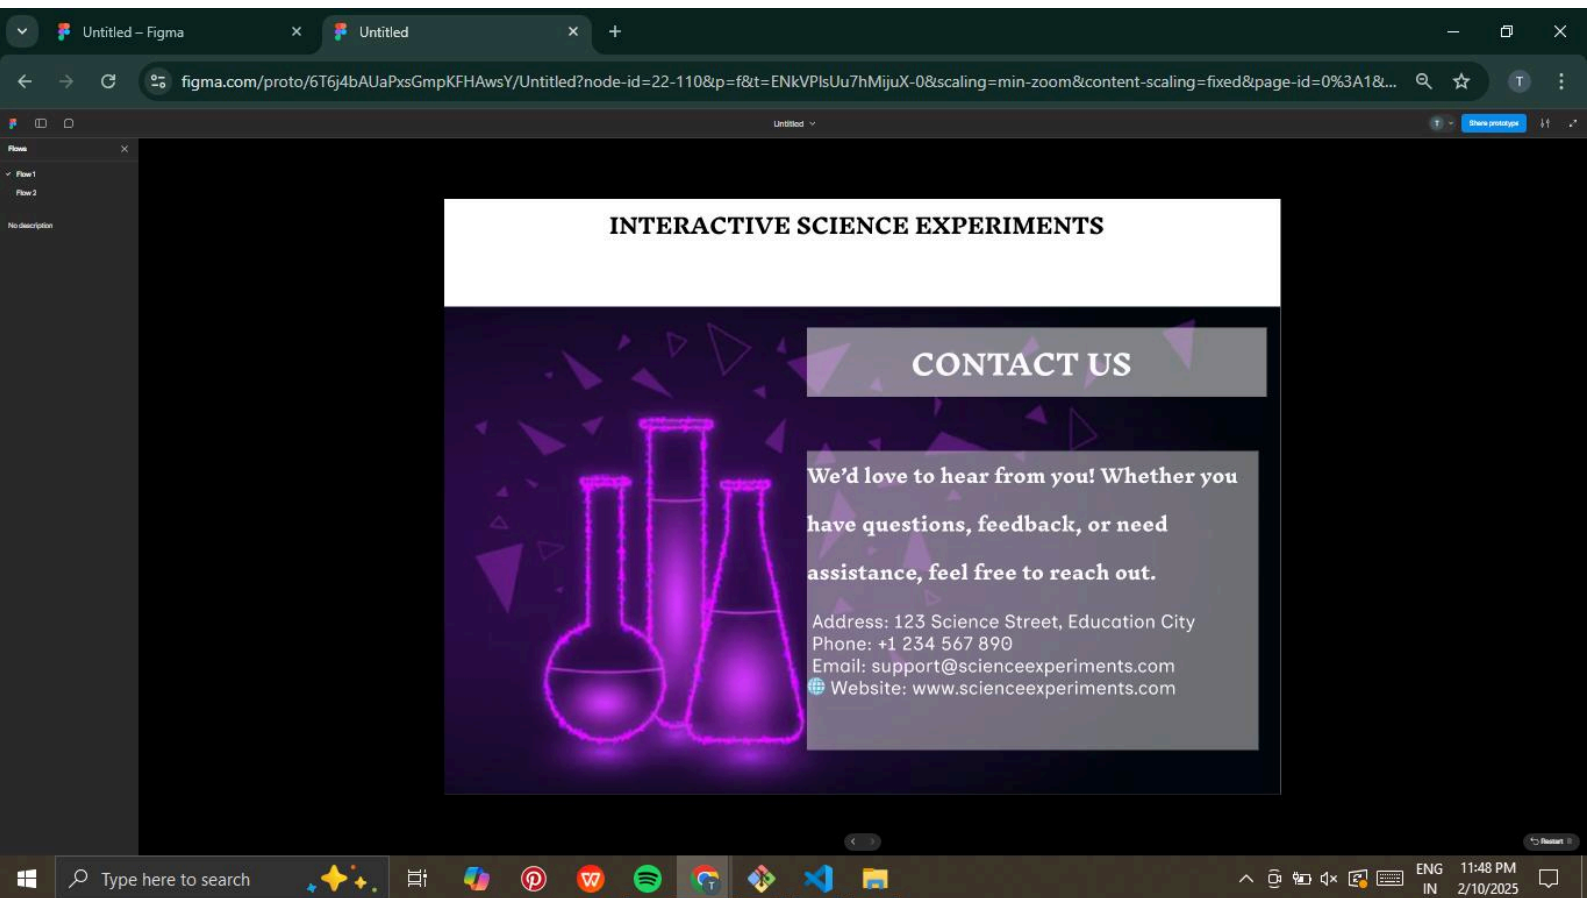 Untitled – Figma
Untitled
figma.com/proto/6T6j4bAUaPxsGmpKFHAwsY/Untitled?node-id=22-110&p=f&t=ENkVPlsUu7hMijuX-0&scaling=min-zoom&content-scaling=fixed&page-id=0%3A1&...
T
Untitled
T
Share prototype
Flows
Flow 1
Flow 2
No description
INTERACTIVE SCIENCE EXPERIMENTS
CONTACT US
We’d love to hear from you! Whether you
have questions, feedback, or need
assistance, feel free to reach out.
Address: 123 Science Street, Education City
Phone: +1 234 567 890
Email: support@scienceexperiments.com
Website: www.scienceexperiments.com
Restart R
Type here to search
ENG
IN
11:48 PM
2/10/2025